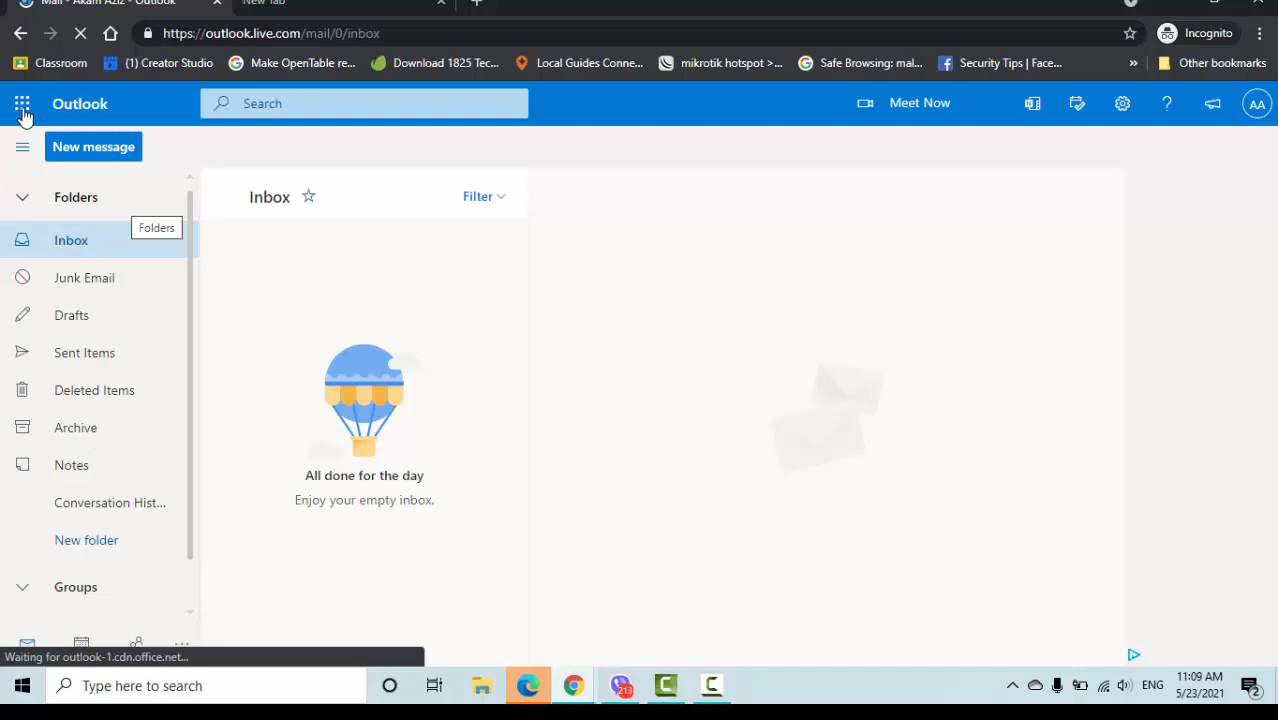 Mail - Akam Aziz - Outlook
New Tab
https://outlook.live.com/mail/0/inbox
Incognito
Classroom
(1) Creator Studio
Make OpenTable re...
Download 1825 Tec...
Local Guides Conne...
mikrotik hotspot >...
Safe Browsing: mal...
Security Tips | Face...
»
Other bookmarks
Outlook
Search
Meet Now
AA
New message
Folders
Inbox
Filter
Folders
Inbox
Junk Email
Drafts
Sent Items
Deleted Items
Archive
Notes
Conversation Hist...
New folder
Groups
All done for the day
Enjoy your empty inbox.
Waiting for outlook-1.cdn.office.net...
Type here to search
213
ENG
11:09 AM
5/23/2021
2